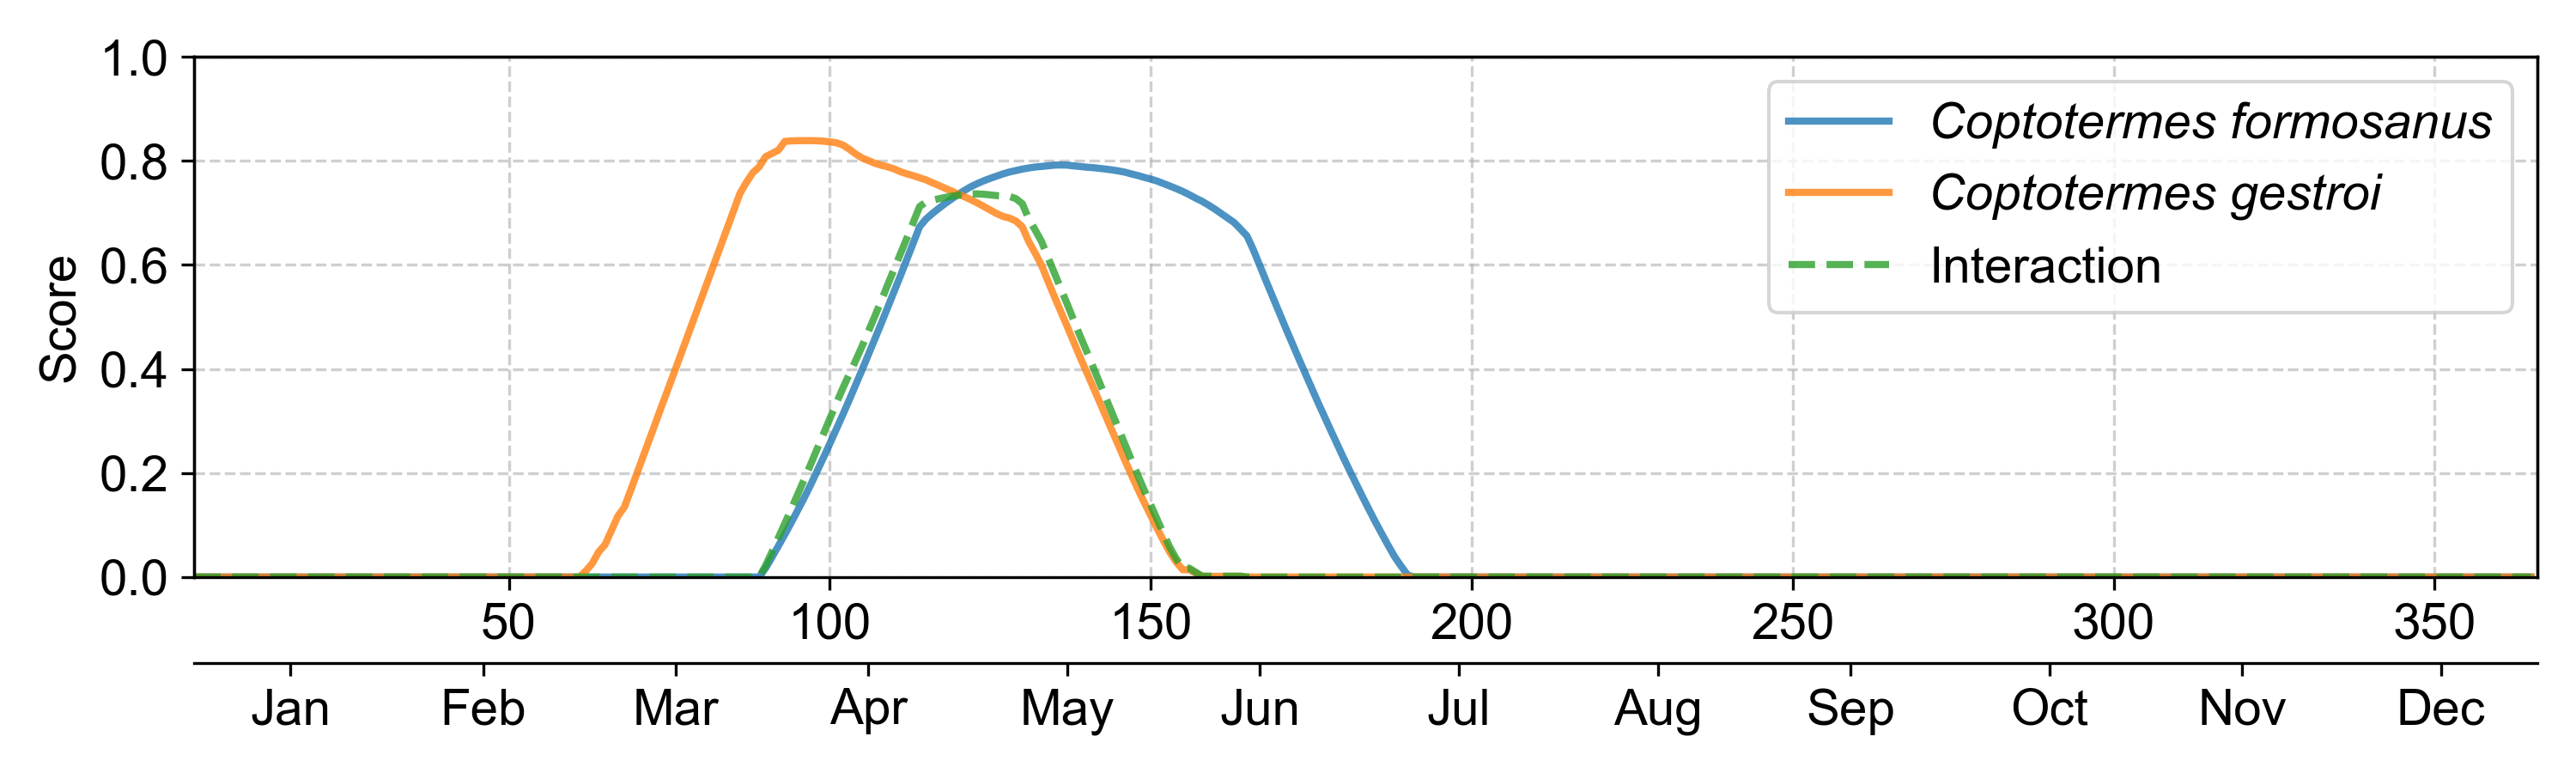 1.0
0.8
0.6
0.4
0.2
0.0
Score
Coptotermes formosanus
Coptotermes gestroi
Interaction
50 100 150 200 250 300 350
Jan Feb Mar Apr May Jun Jul Aug Sep Oct Nov Dec